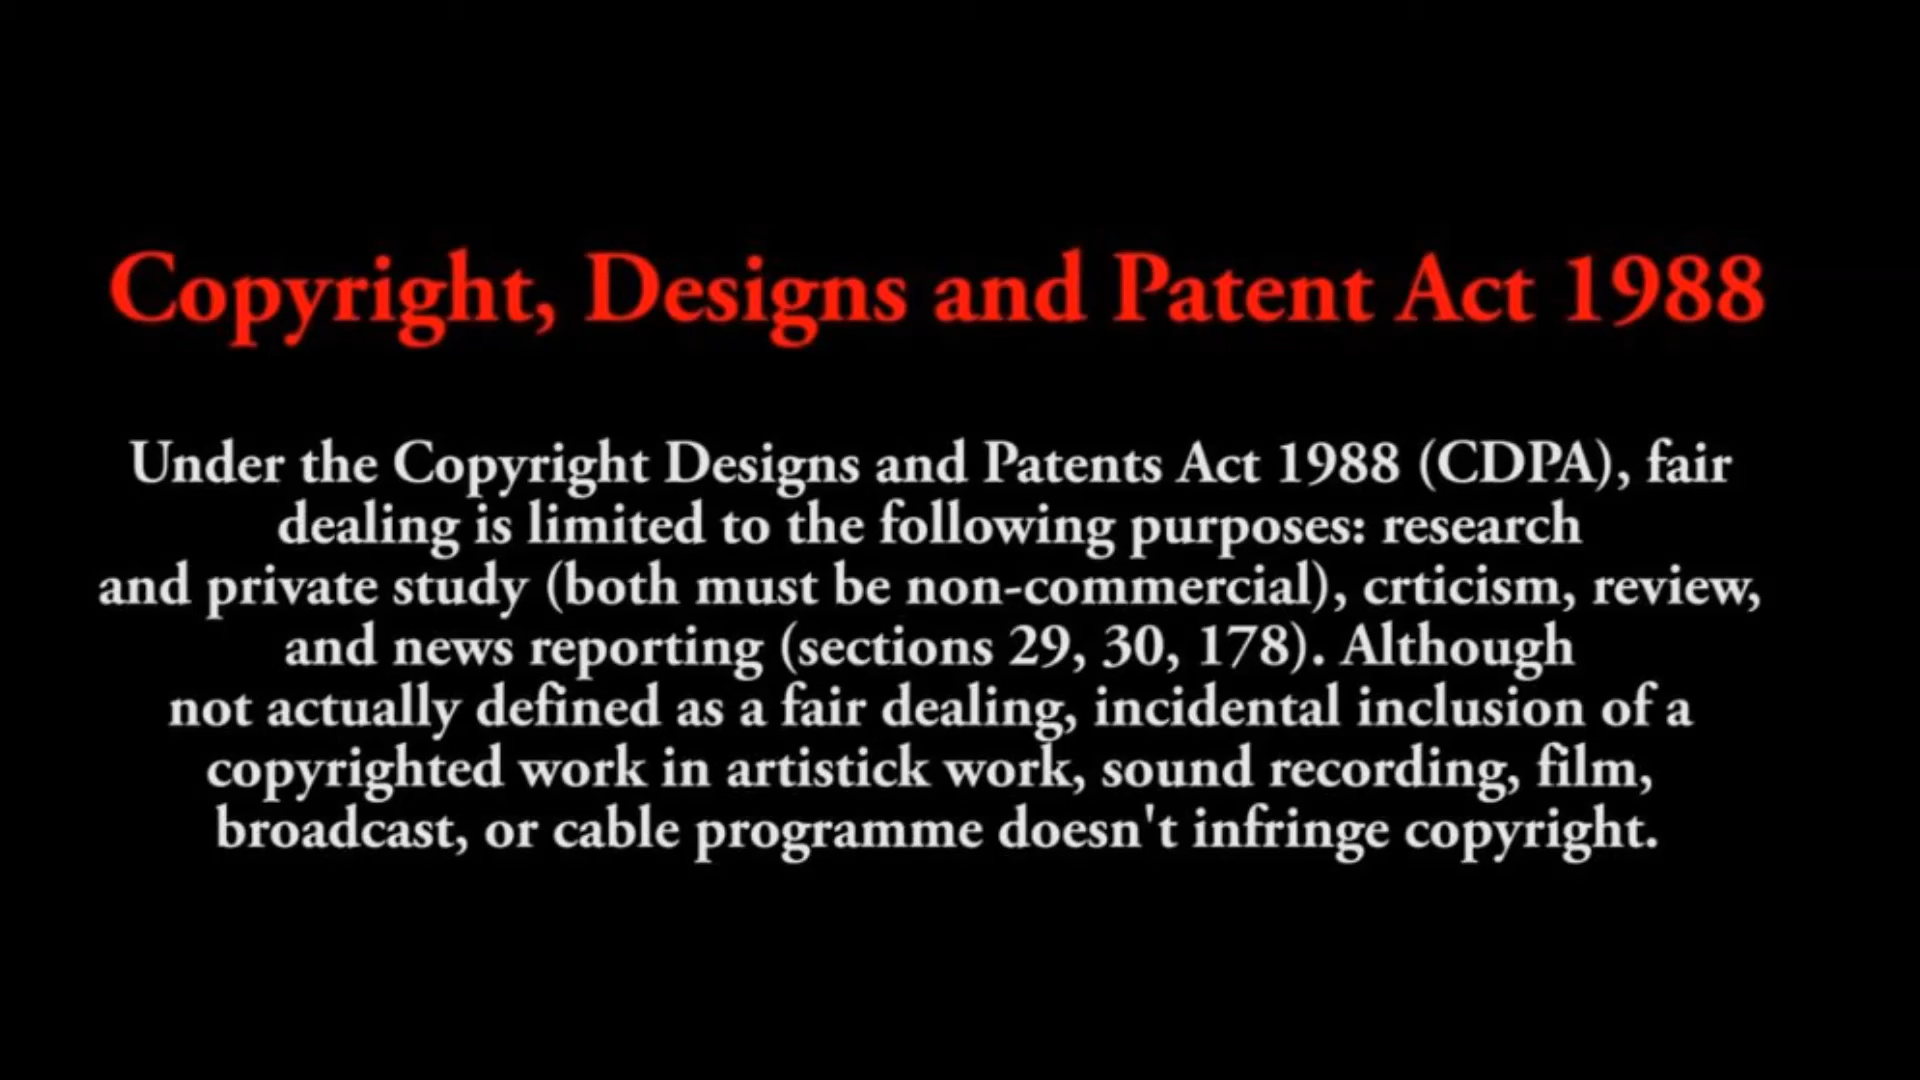 Copyright, Designs and Patent Act 1988
Under the Copyright Designs and Patents Act 1988 (CDPA), fair
dealing is limited to the following purposes: research
and private study (both must be non-commercial), crticism, review,
and news reporting (sections 29, 30, 178). Although
not actually defined as a fair dealing, incidental inclusion of a
copyrighted work in artistick work, sound recording, film,
broadcast, or cable programme doesn't infringe copyright.